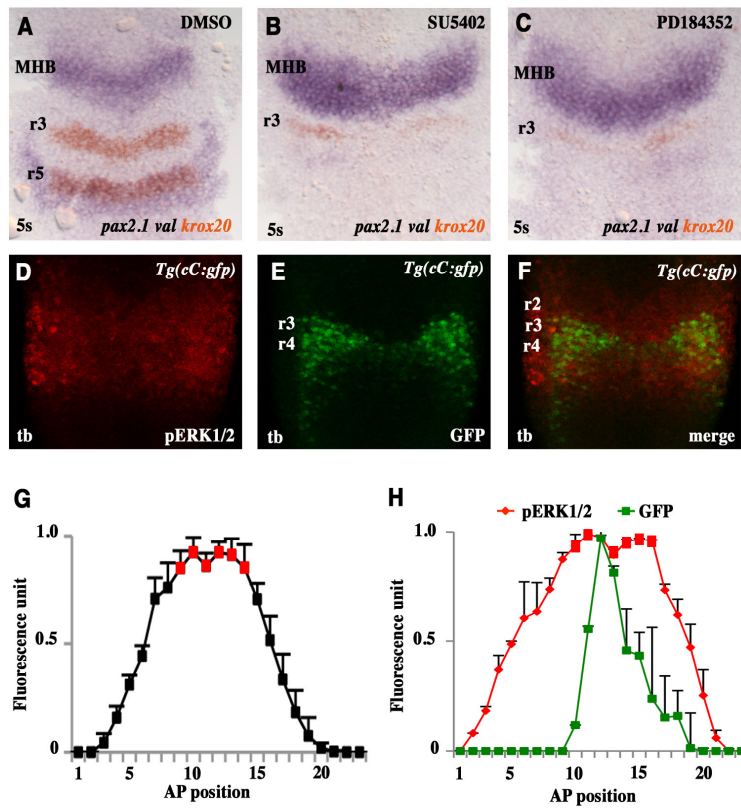 A DMSO
MHB
r3
r5
5s pax2.1 val krox20
B SU5402
MHB
r3
5s pax2.1 val krox20
C PD184352
MHB
r3
5s pax2.1 val krox20
D Tg(cC:gfp)
tb pERK1/2
E Tg(cC:gfp)
r3
r4
tb GFP
F Tg(cC:gfp)
r2
r3
r4
tb merge
G
Fluorescence unit
1.0
0.5
0
1 5 10 15 20
AP position
H
pERK1/2 GFP
Fluorescence unit
1.0
0.5
0
1 5 10 15 20
AP position